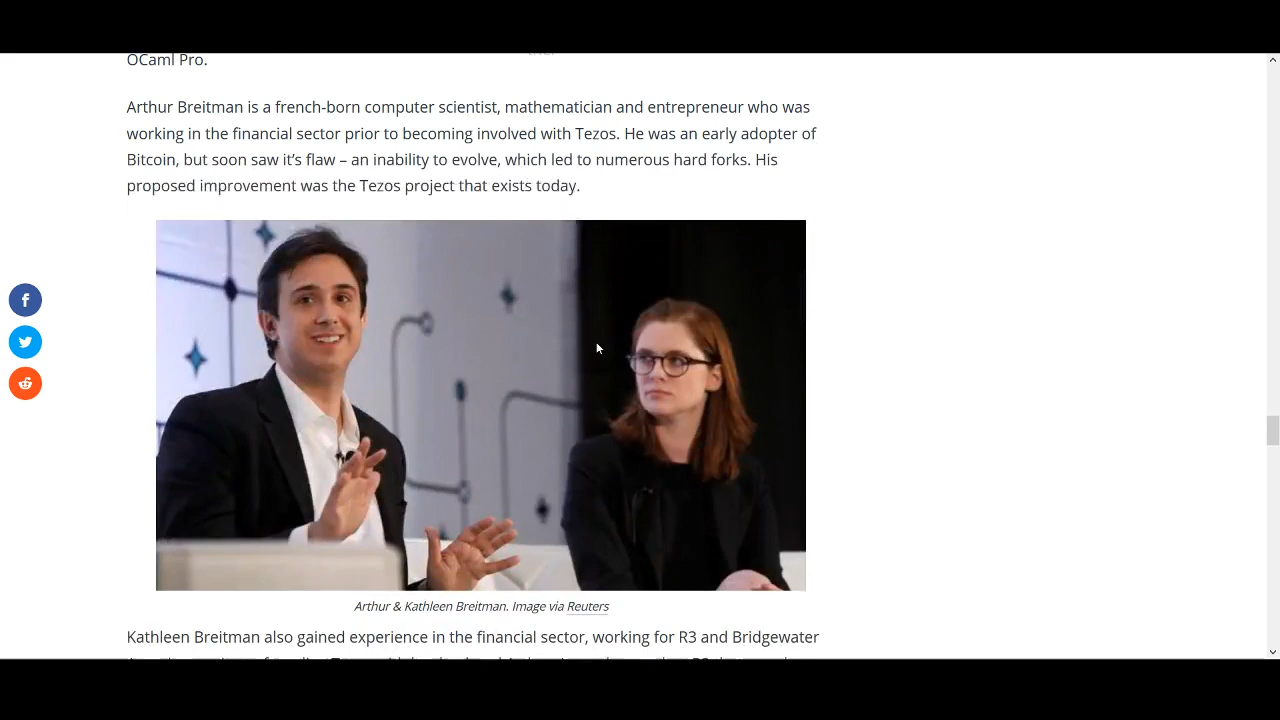 OCaml Pro.
Arthur Breitman is a french-born computer scientist, mathematician and entrepreneur who was
working in the financial sector prior to becoming involved with Tezos. He was an early adopter of
Bitcoin, but soon saw it’s flaw – an inability to evolve, which led to numerous hard forks. His
proposed improvement was the Tezos project that exists today.
Arthur & Kathleen Breitman. Image via Reuters
Kathleen Breitman also gained experience in the financial sector, working for R3 and Bridgewater